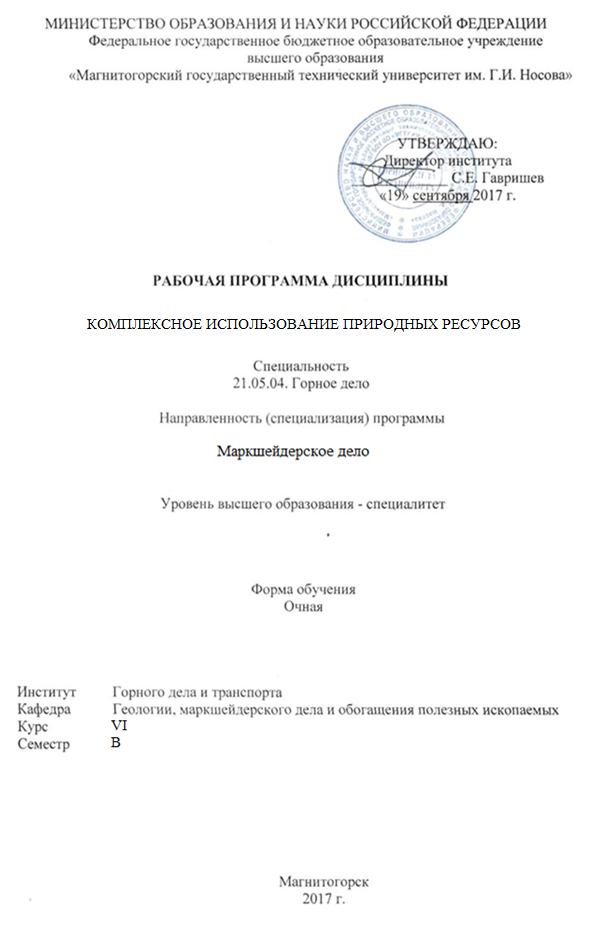 МИНИСТЕРСТВО ОБРАЗОВАНИЯ И НАУКИ РОССИЙСКОЙ ФЕДЕРАЦИИ
Федеральное государственное бюджетное образовательное учреждение
высшего образования
«Магнитогорский государственный технический университет им. Г.И. Носова»
УТВЕРЖДАЮ:
Директор института
С.Е. Гавришев
«19» сентября 2017 г.
РАБОЧАЯ ПРОГРАММА ДИСЦИПЛИНЫ
КОМПЛЕКСНОЕ ИСПОЛЬЗОВАНИЕ ПРИРОДНЫХ РЕСУРСОВ
Специальность
21.05.04. Горное дело
Направленность (специализация) программы
Маркшейдерское дело
Уровень высшего образования - специалитет
Форма обучения
Очная
Институт Горного дела и транспорта
Кафедра Геологии, маркшейдерского дела и обогащения полезных ископаемых
Курс VI
Семестр В
Магнитогорск
2017 г.